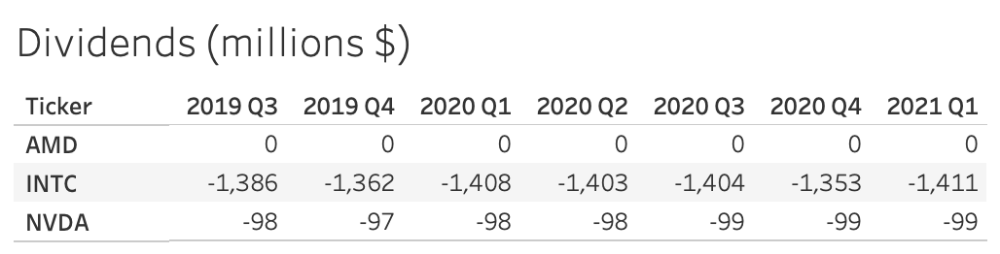 Dividends (millions $)
Ticker 2019 Q3 2019 Q4 2020 Q1 2020 Q2 2020 Q3 2020 Q4 2021 Q1
AMD 0 0 0 0 0 0 0
INTC -1,386 -1,362 -1,408 -1,403 -1,404 -1,353 -1,411
NVDA -98 -97 -98 -98 -99 -99 -99